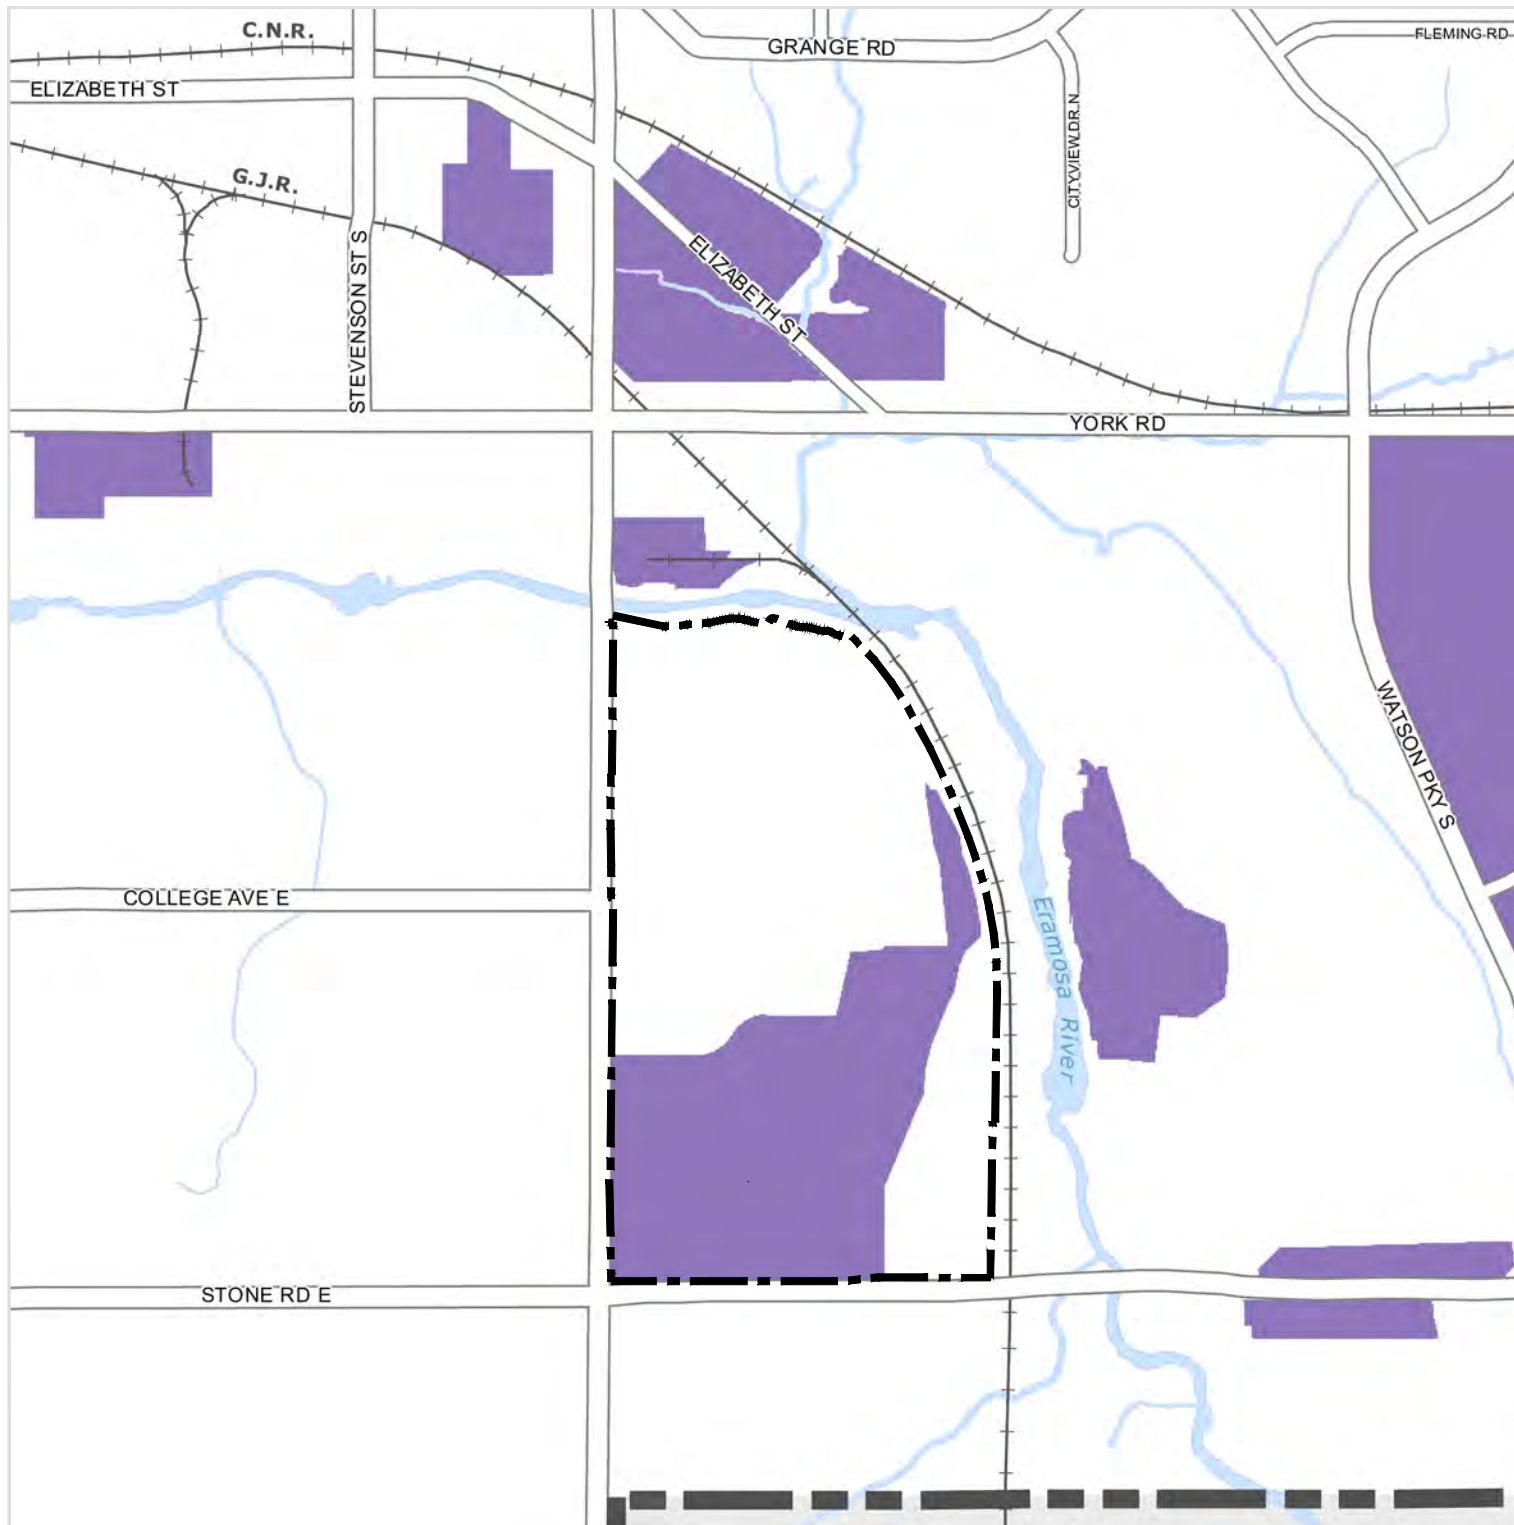 C.N.R.
GRANGE RD
FLEMING RD
ELIZABETH ST
CITYVIEW DR N
G.J.R.
STEVENSON ST S
ELIZABETH ST
YORK RD
WATSON PKY S
COLLEGE AVE E
Eramosa River
STONE RD E